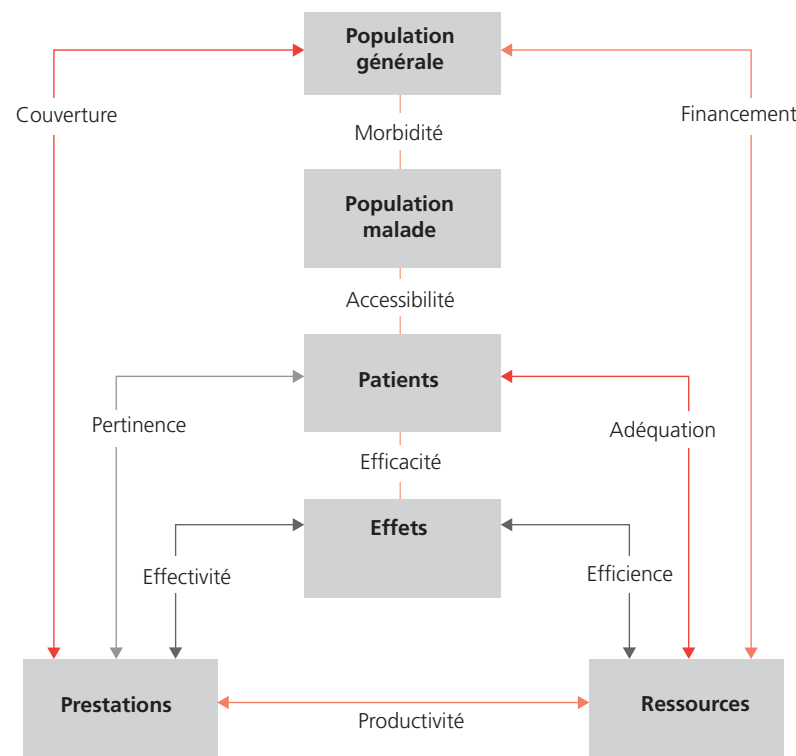 Population
générale
Couverture
Financement
Morbidité
Population
malade
Accessibilité
Patients
Pertinence
Adéquation
Efficacité
Effets
Effectivité
Efficience
Prestations
Ressources
Productivité